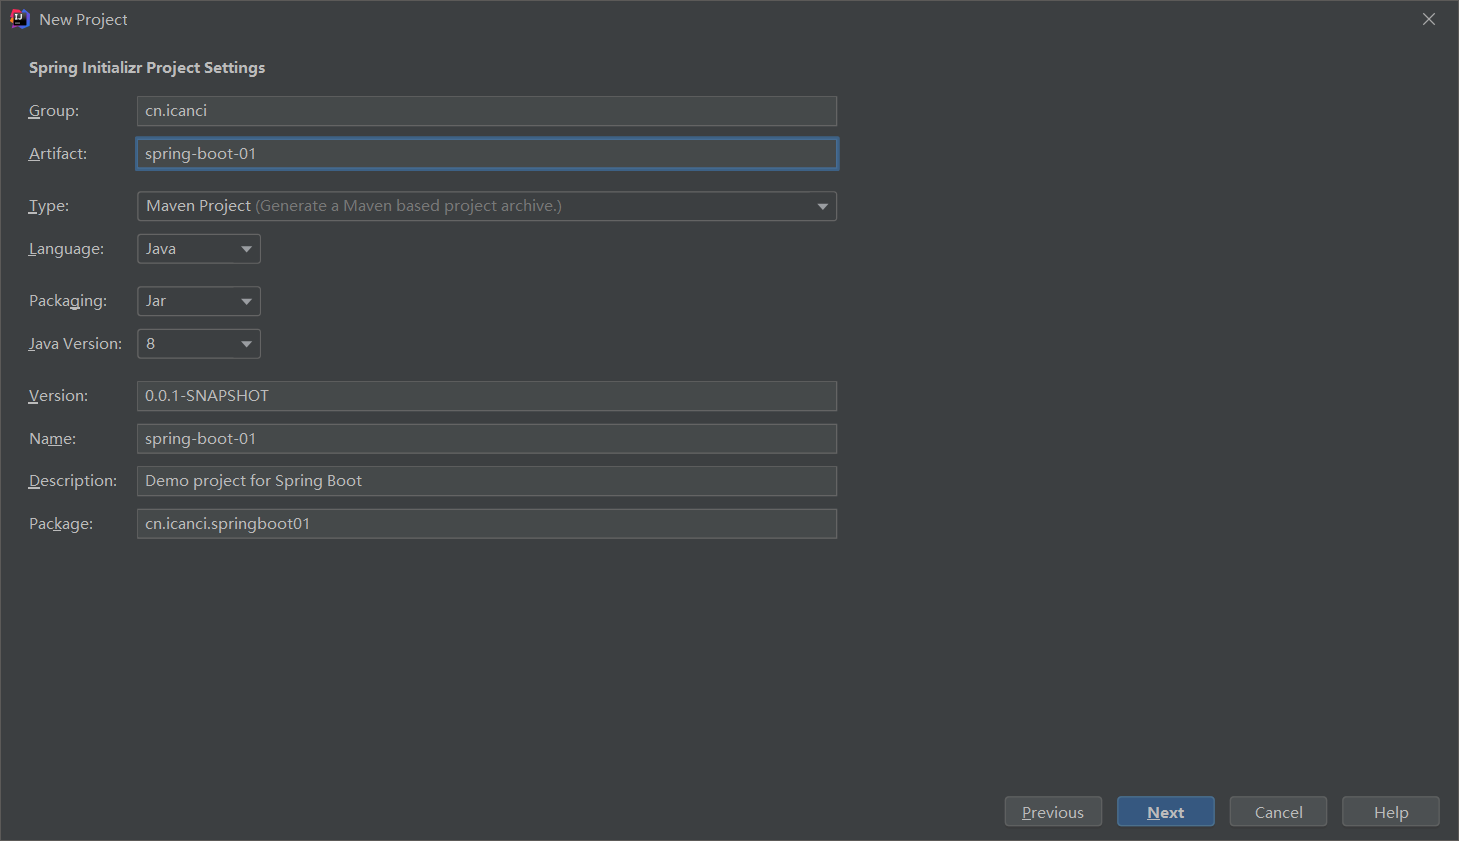 New Project
Spring Initializr Project Settings
Group: cn.icanci
Artifact: spring-boot-01
Type: Maven Project (Generate a Maven based project archive.)
Language: Java
Packaging: Jar
Java Version: 8
Version: 0.0.1-SNAPSHOT
Name: spring-boot-01
Description: Demo project for Spring Boot
Package: cn.icanci.springboot01
Previous Next Cancel Help